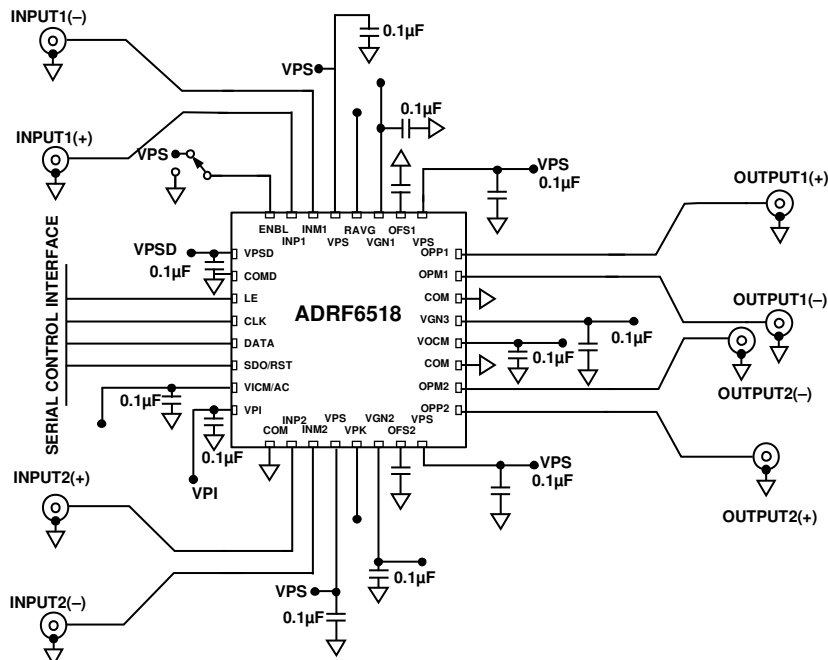 INPUT1(–)
0.1µF
VPS
INPUT1(+)
0.1µF
VPS
VPS
0.1µF
OUTPUT1(+)
ENBL
INP1
INM1
VPS
RAVG
VGN1
OFS1
VPS
VPSD
0.1µF
VPSD
COMD
LE
CLK
DATA
SDO/RST
VICM/AC
VPI
ADRF6518
OPP1
OPM1
COM
VGN3
VOCM
COM
OPM2
OPP2
SERIAL CONTROL INTERFACE
OUTPUT1(–)
0.1µF
0.1µF
OUTPUT2(–)
0.1µF
0.1µF
VPI
COM
INP2
INM2
VPS
VPK
VGN2
OFS2
VPS
VPS
0.1µF
INPUT2(+)
OUTPUT2(+)
INPUT2(–)
VPS
0.1µF
0.1µF